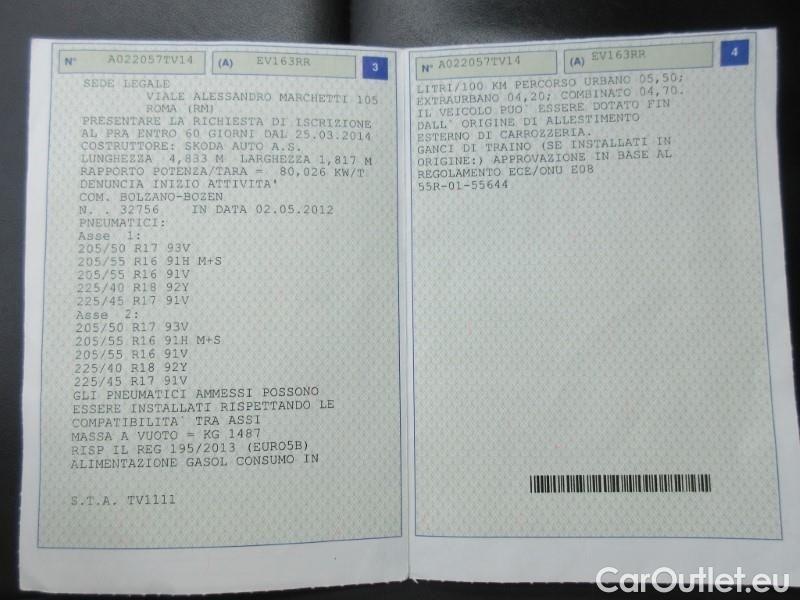 N° A022057TV14 (A) EV163RR 3
SEDE LEGALE
VIALE ALESSANDRO MARCHETTI 105
ROMA (RM)
PRESENTARE LA RICHIESTA DI ISCRIZIONE
AL PRA ENTRO 60 GIORNI DAL 25.03.2014
COSTRUTTORE: SKODA AUTO A.S.
LUNGHEZZA 4,833 M LARGHEZZA 1,817 M
RAPPORTO POTENZA/TARA = 80,026 KW/T
DENUNCIA INIZIO ATTIVITA'
COM. BOLZANO-BOZEN
N. . 32756 IN DATA 02.05.2012
PNEUMATICI:
Asse 1:
205/50 R17 93V
205/55 R16 91H M+S
205/55 R16 91V
225/40 R18 92Y
225/45 R17 91V
Asse 2:
205/50 R17 93V
205/55 R16 91H M+S
205/55 R16 91V
225/40 R18 92Y
225/45 R17 91V
GLI PNEUMATICI AMMESSI POSSONO
ESSERE INSTALLATI RISPETTANDO LE
COMPATIBILITA` TRA ASSI
MASSA A VUOTO = KG 1487
RISP IL REG 195/2013 (EURO5B)
ALIMENTAZIONE GASOL CONSUMO IN
S.T.A. TV1111
N° A022057TV14 (A) EV163RR 4
LITRI/100 KM PERCORSO URBANO 05,50;
EXTRAURBANO 04,20; COMBINATO 04,70.
IL VEICOLO PUO` ESSERE DOTATO FIN
DALL` ORIGINE DI ALLESTIMENTO
ESTERNO DI CARROZZERIA.
GANCI DI TRAINO (SE INSTALLATI IN
ORIGINE:) APPROVAZIONE IN BASE AL
REGOLAMENTO ECE/ONU E08
55R-01-55644
CarOutlet.eu